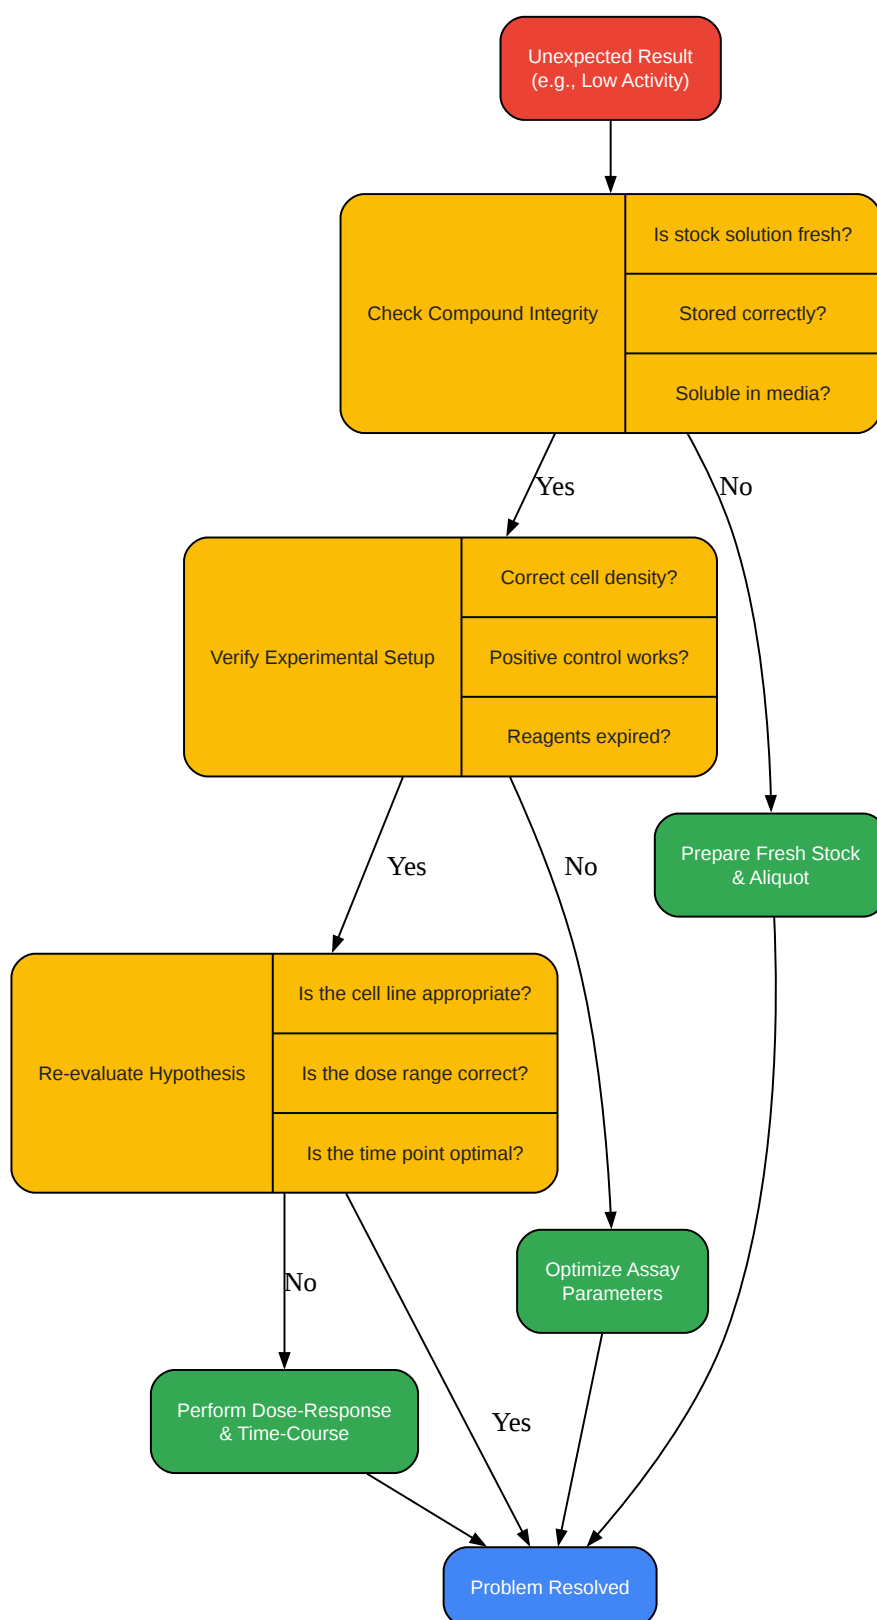 Unexpected Result
(e.g., Low Activity)
Check Compound Integrity
Is stock solution fresh?
Stored correctly?
Soluble in media?
Yes
No
Verify Experimental Setup
Correct cell density?
Positive control works?
Reagents expired?
Yes
No
Prepare Fresh Stock
& Aliquot
Re-evaluate Hypothesis
Is the cell line appropriate?
Is the dose range correct?
Is the time point optimal?
No
Optimize Assay
Parameters
Perform Dose-Response
& Time-Course
Yes
Problem Resolved